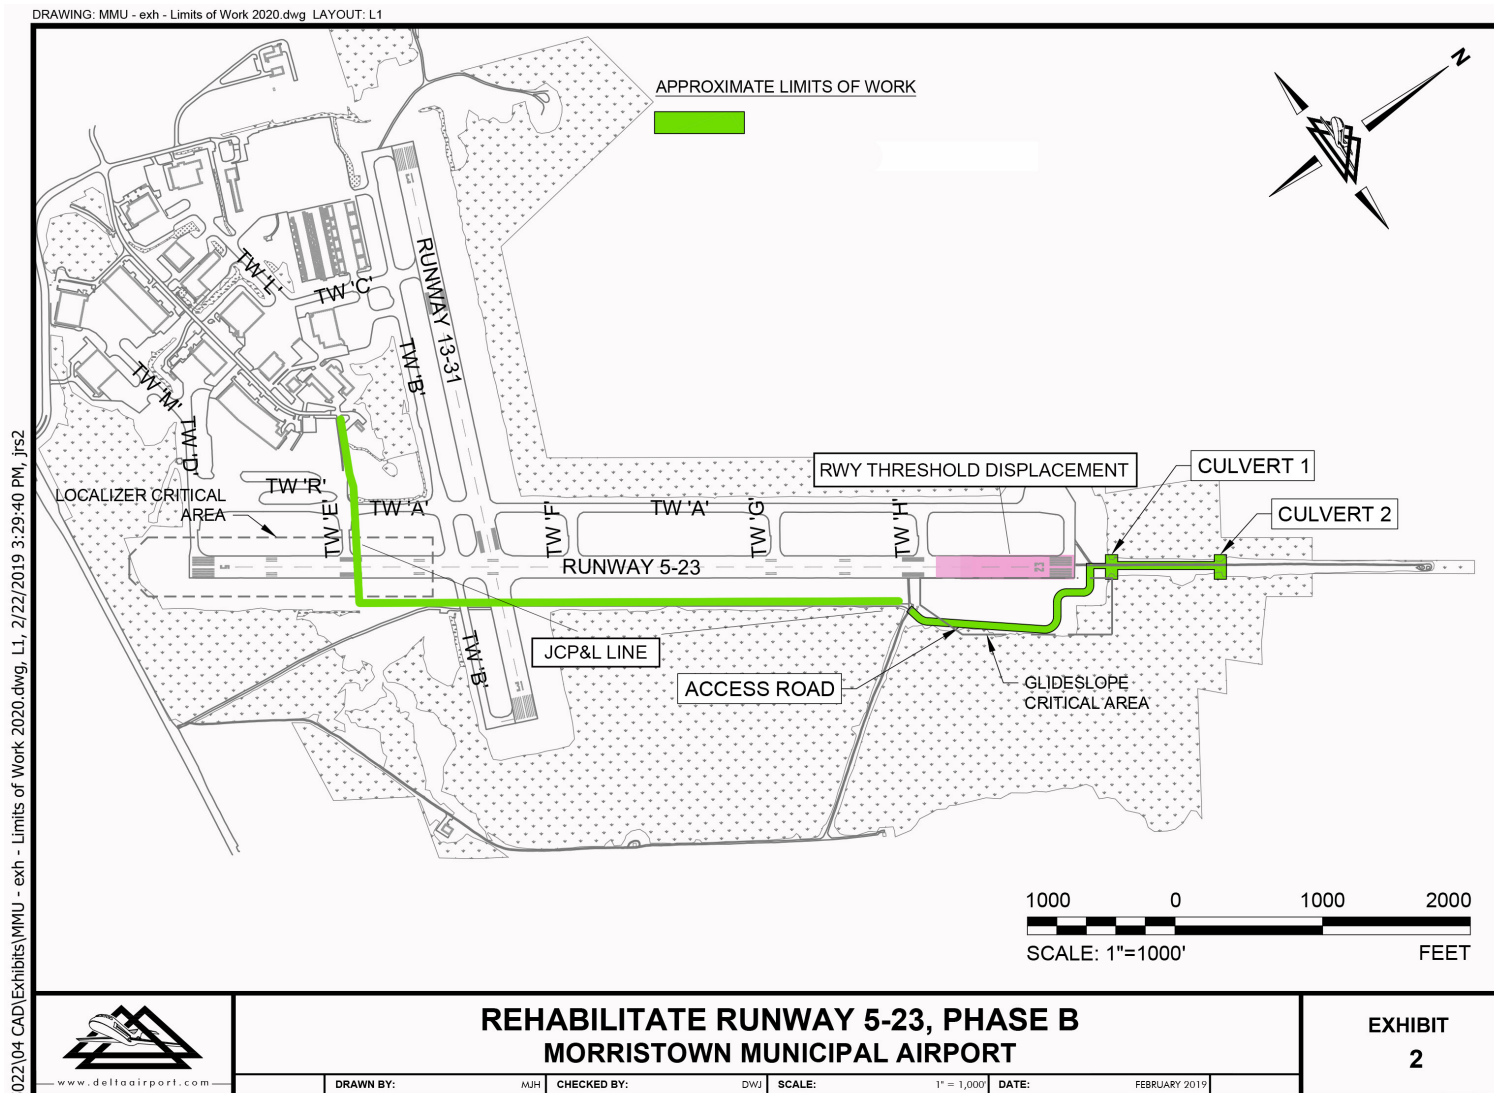 DRAWING: MMU - exh - Limits of Work 2020.dwg LAYOUT: L1
022\04 CAD\Exhibits\MMU - exh - Limits of Work 2020.dwg, L1, 2/22/2019 3:29:40 PM, jrs2
APPROXIMATE LIMITS OF WORK
N
13
RUNWAY 13-31
TW 'L'
TW 'C'
TW 'B'
TW 'M'
TW 'D'
TW 'R'
LOCALIZER CRITICAL
AREA
TW 'E'
TW 'A'
TW 'F'
TW 'A'
TW 'G'
TW 'H'
RWY THRESHOLD DISPLACEMENT
CULVERT 1
CULVERT 2
5
RUNWAY 5-23
23
TW 'B'
31
JCP&L LINE
ACCESS ROAD
GLIDESLOPE
CRITICAL AREA
1000 0 1000 2000
SCALE: 1"=1000' FEET
www.deltaairport.com
REHABILITATE RUNWAY 5-23, PHASE B
MORRISTOWN MUNICIPAL AIRPORT
DRAWN BY: MJH CHECKED BY: DWJ SCALE: 1" = 1,000' DATE: FEBRUARY 2019
EXHIBIT
2